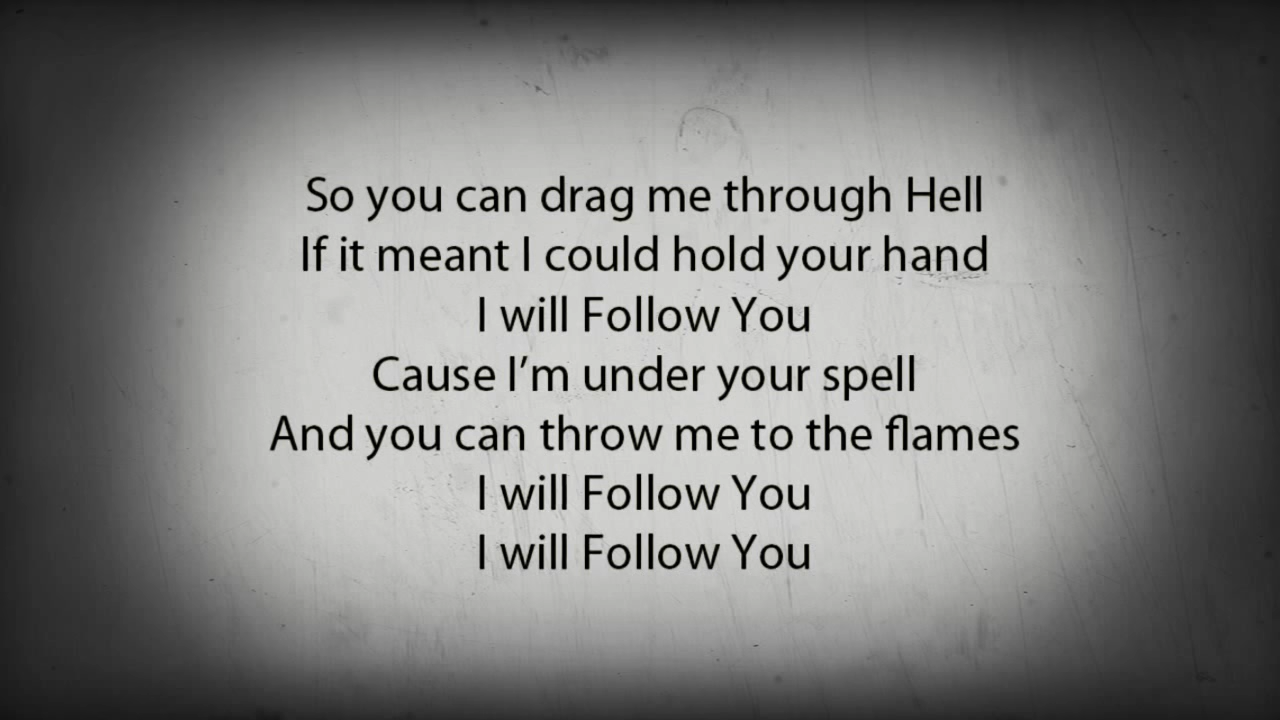 So you can drag me through Hell
If it meant I could hold your hand
I will Follow You
Cause I’m under your spell
And you can throw me to the flames
I will Follow You
I will Follow You